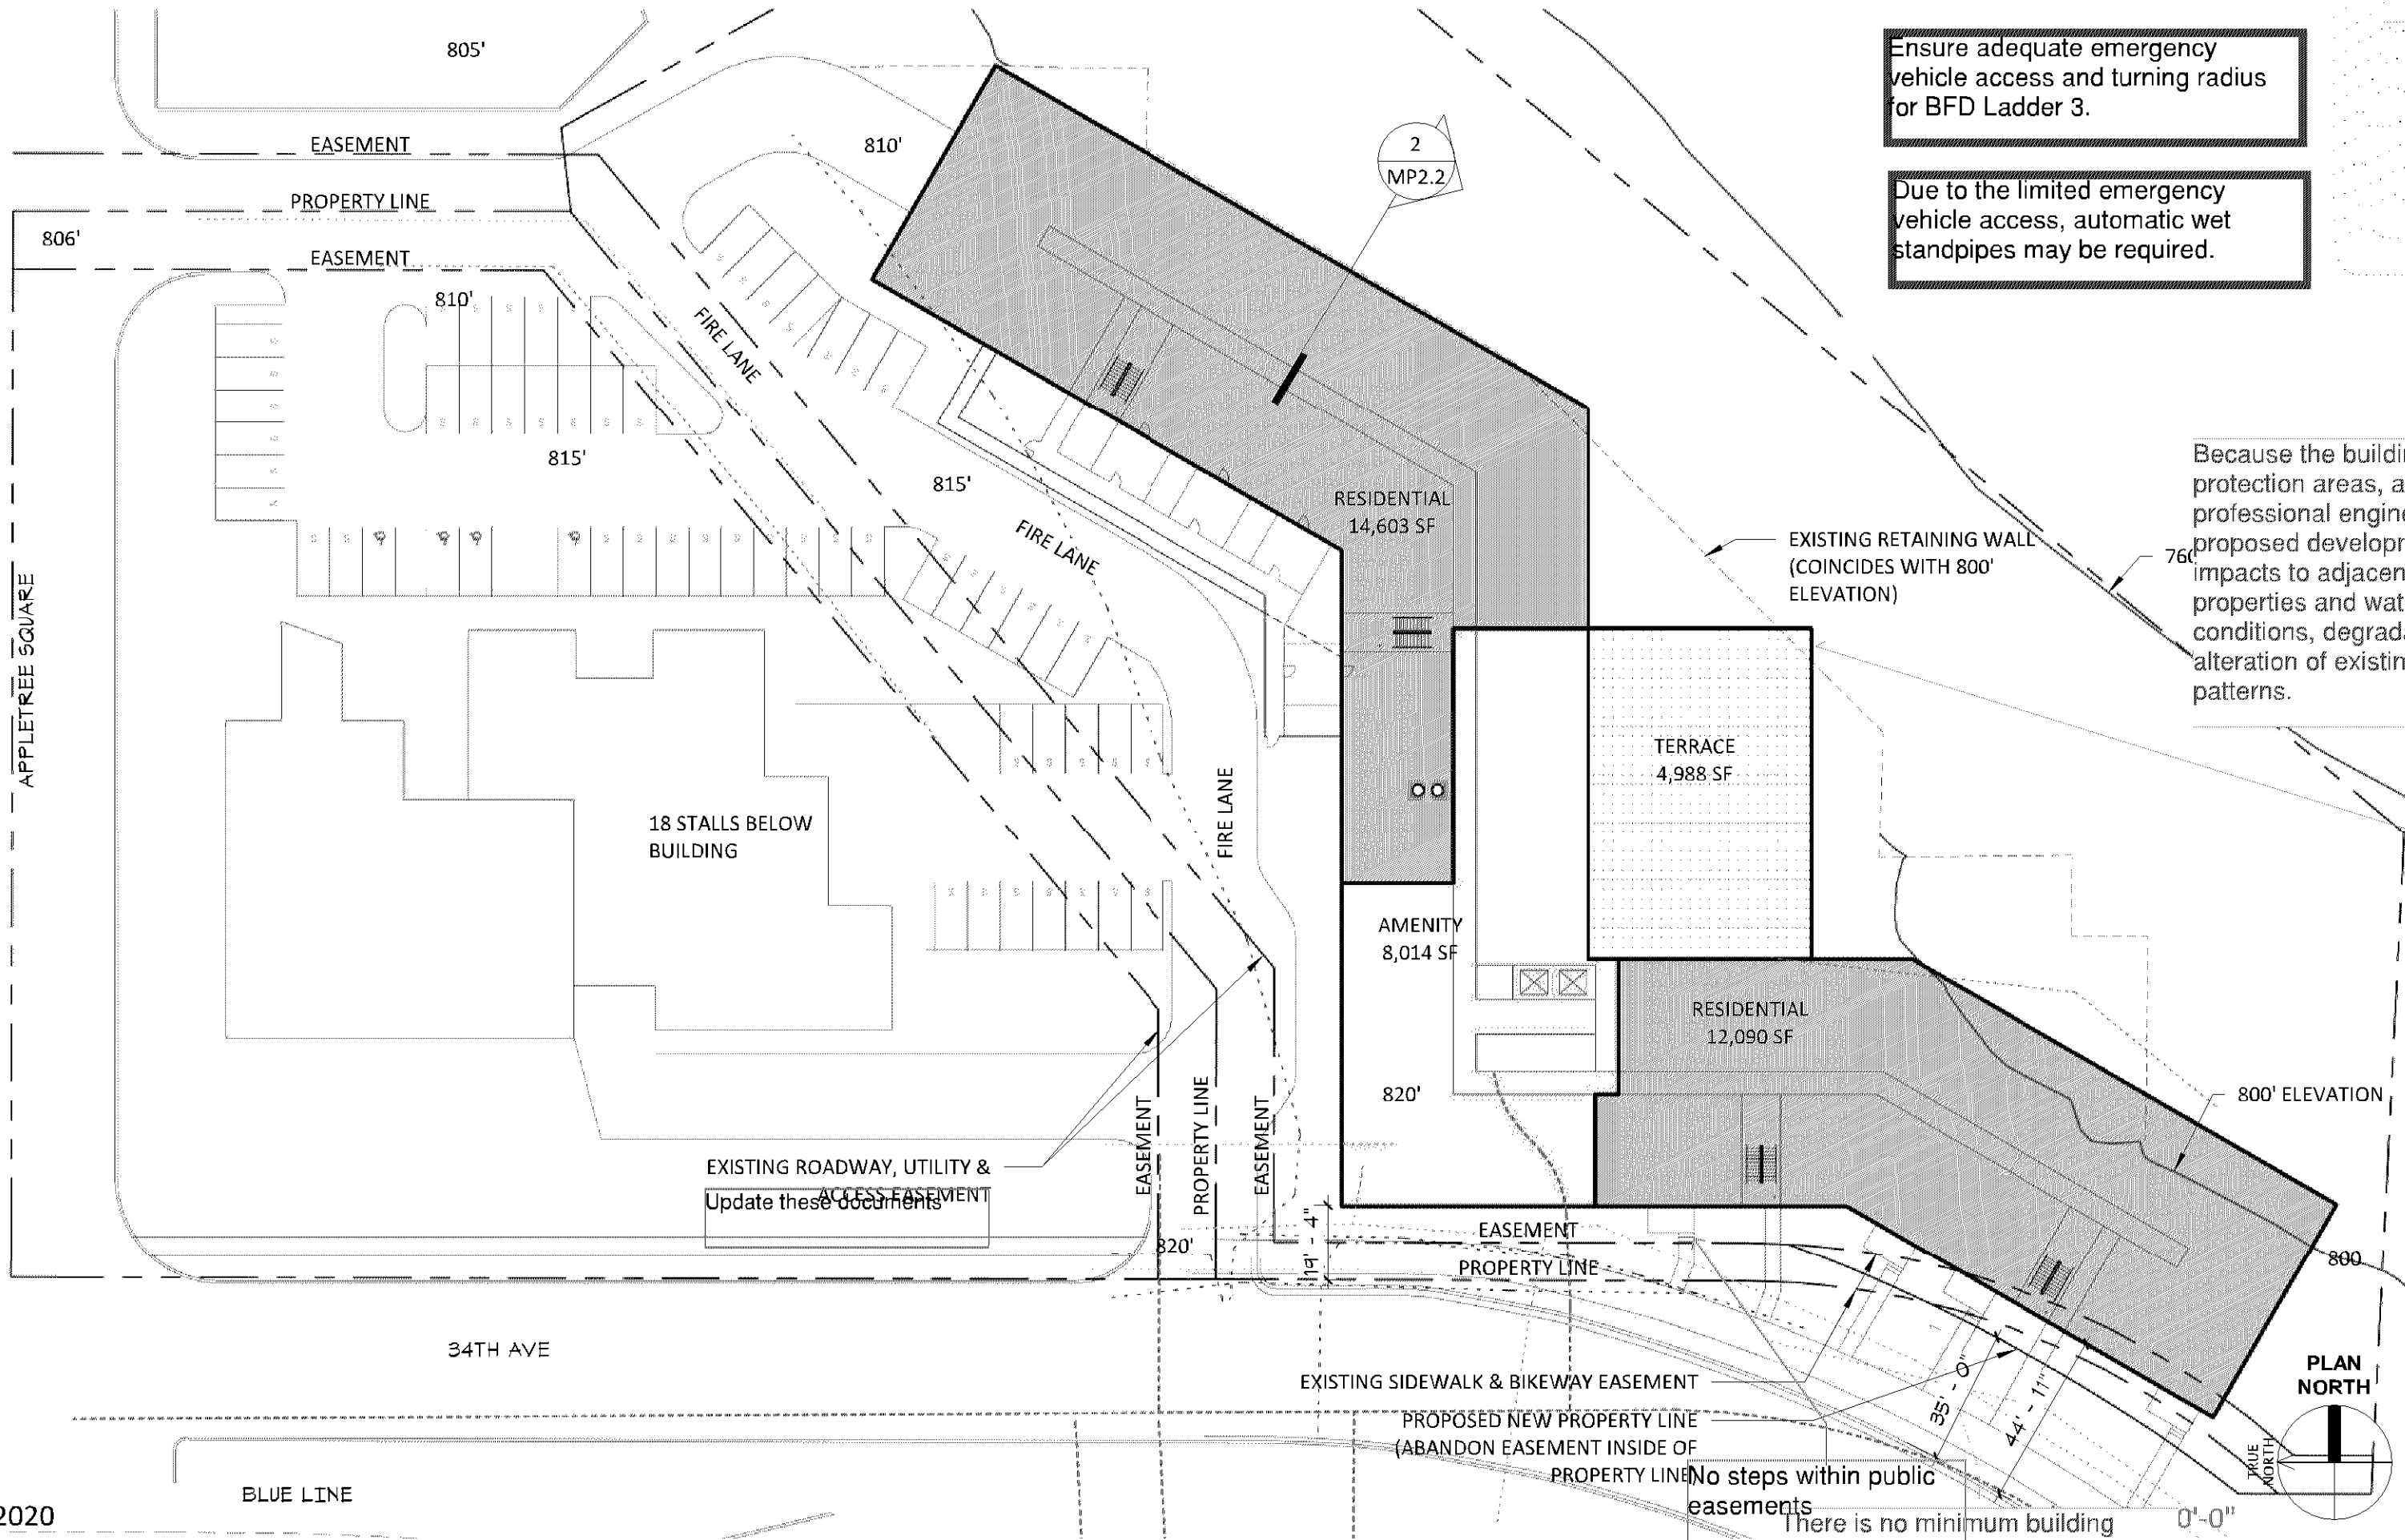 805'
Ensure adequate emergency
vehicle access and turning radius
for BFD Ladder 3.
EASEMENT
810'
2
MP2.2
PROPERTY LINE
Due to the limited emergency
vehicle access, automatic wet
standpipes may be required.
806'
EASEMENT
810'
FIRE LANE
815'
815'
FIRE LANE
RESIDENTIAL
14,603 SF
EXISTING RETAINING WALL
(COINCIDES WITH 800'
ELEVATION)
760
Because the buildin
protection areas, a
professional engine
proposed developm
impacts to adjacen
properties and wat
conditions, degrada
alteration of existin
patterns.
APPLETREE SQUARE
TERRACE
4,988 SF
FIRE LANE
18 STALLS BELOW
BUILDING
AMENITY
8,014 SF
RESIDENTIAL
12,090 SF
820'
800' ELEVATION
EASEMENT
PROPERTY LINE
EASEMENT
EXISTING ROADWAY, UTILITY &
ACCESS EASEMENT
Update these documents
820'
19' - 4"
EASEMENT
PROPERTY LINE
800
34TH AVE
EXISTING SIDEWALK & BIKEWAY EASEMENT
PROPOSED NEW PROPERTY LINE
(ABANDON EASEMENT INSIDE OF
PROPERTY LINE
35' - 0"
44' - 11"
PLAN
NORTH
TRUE
NORTH
No steps within public
easements
There is no minimum building
0'-0"
BLUE LINE
2020